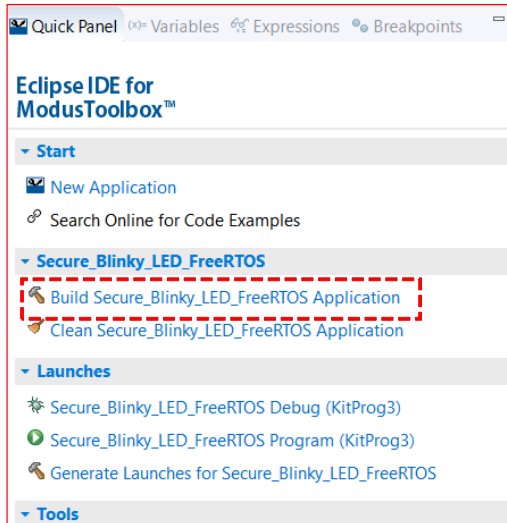 Quick Panel (x)= Variables Expressions Breakpoints
Eclipse IDE for
ModusToolbox™
Start
New Application
Search Online for Code Examples
Secure_Blinky_LED_FreeRTOS
Build Secure_Blinky_LED_FreeRTOS Application
Clean Secure_Blinky_LED_FreeRTOS Application
Launches
Secure_Blinky_LED_FreeRTOS Debug (KitProg3)
Secure_Blinky_LED_FreeRTOS Program (KitProg3)
Generate Launches for Secure_Blinky_LED_FreeRTOS
Tools